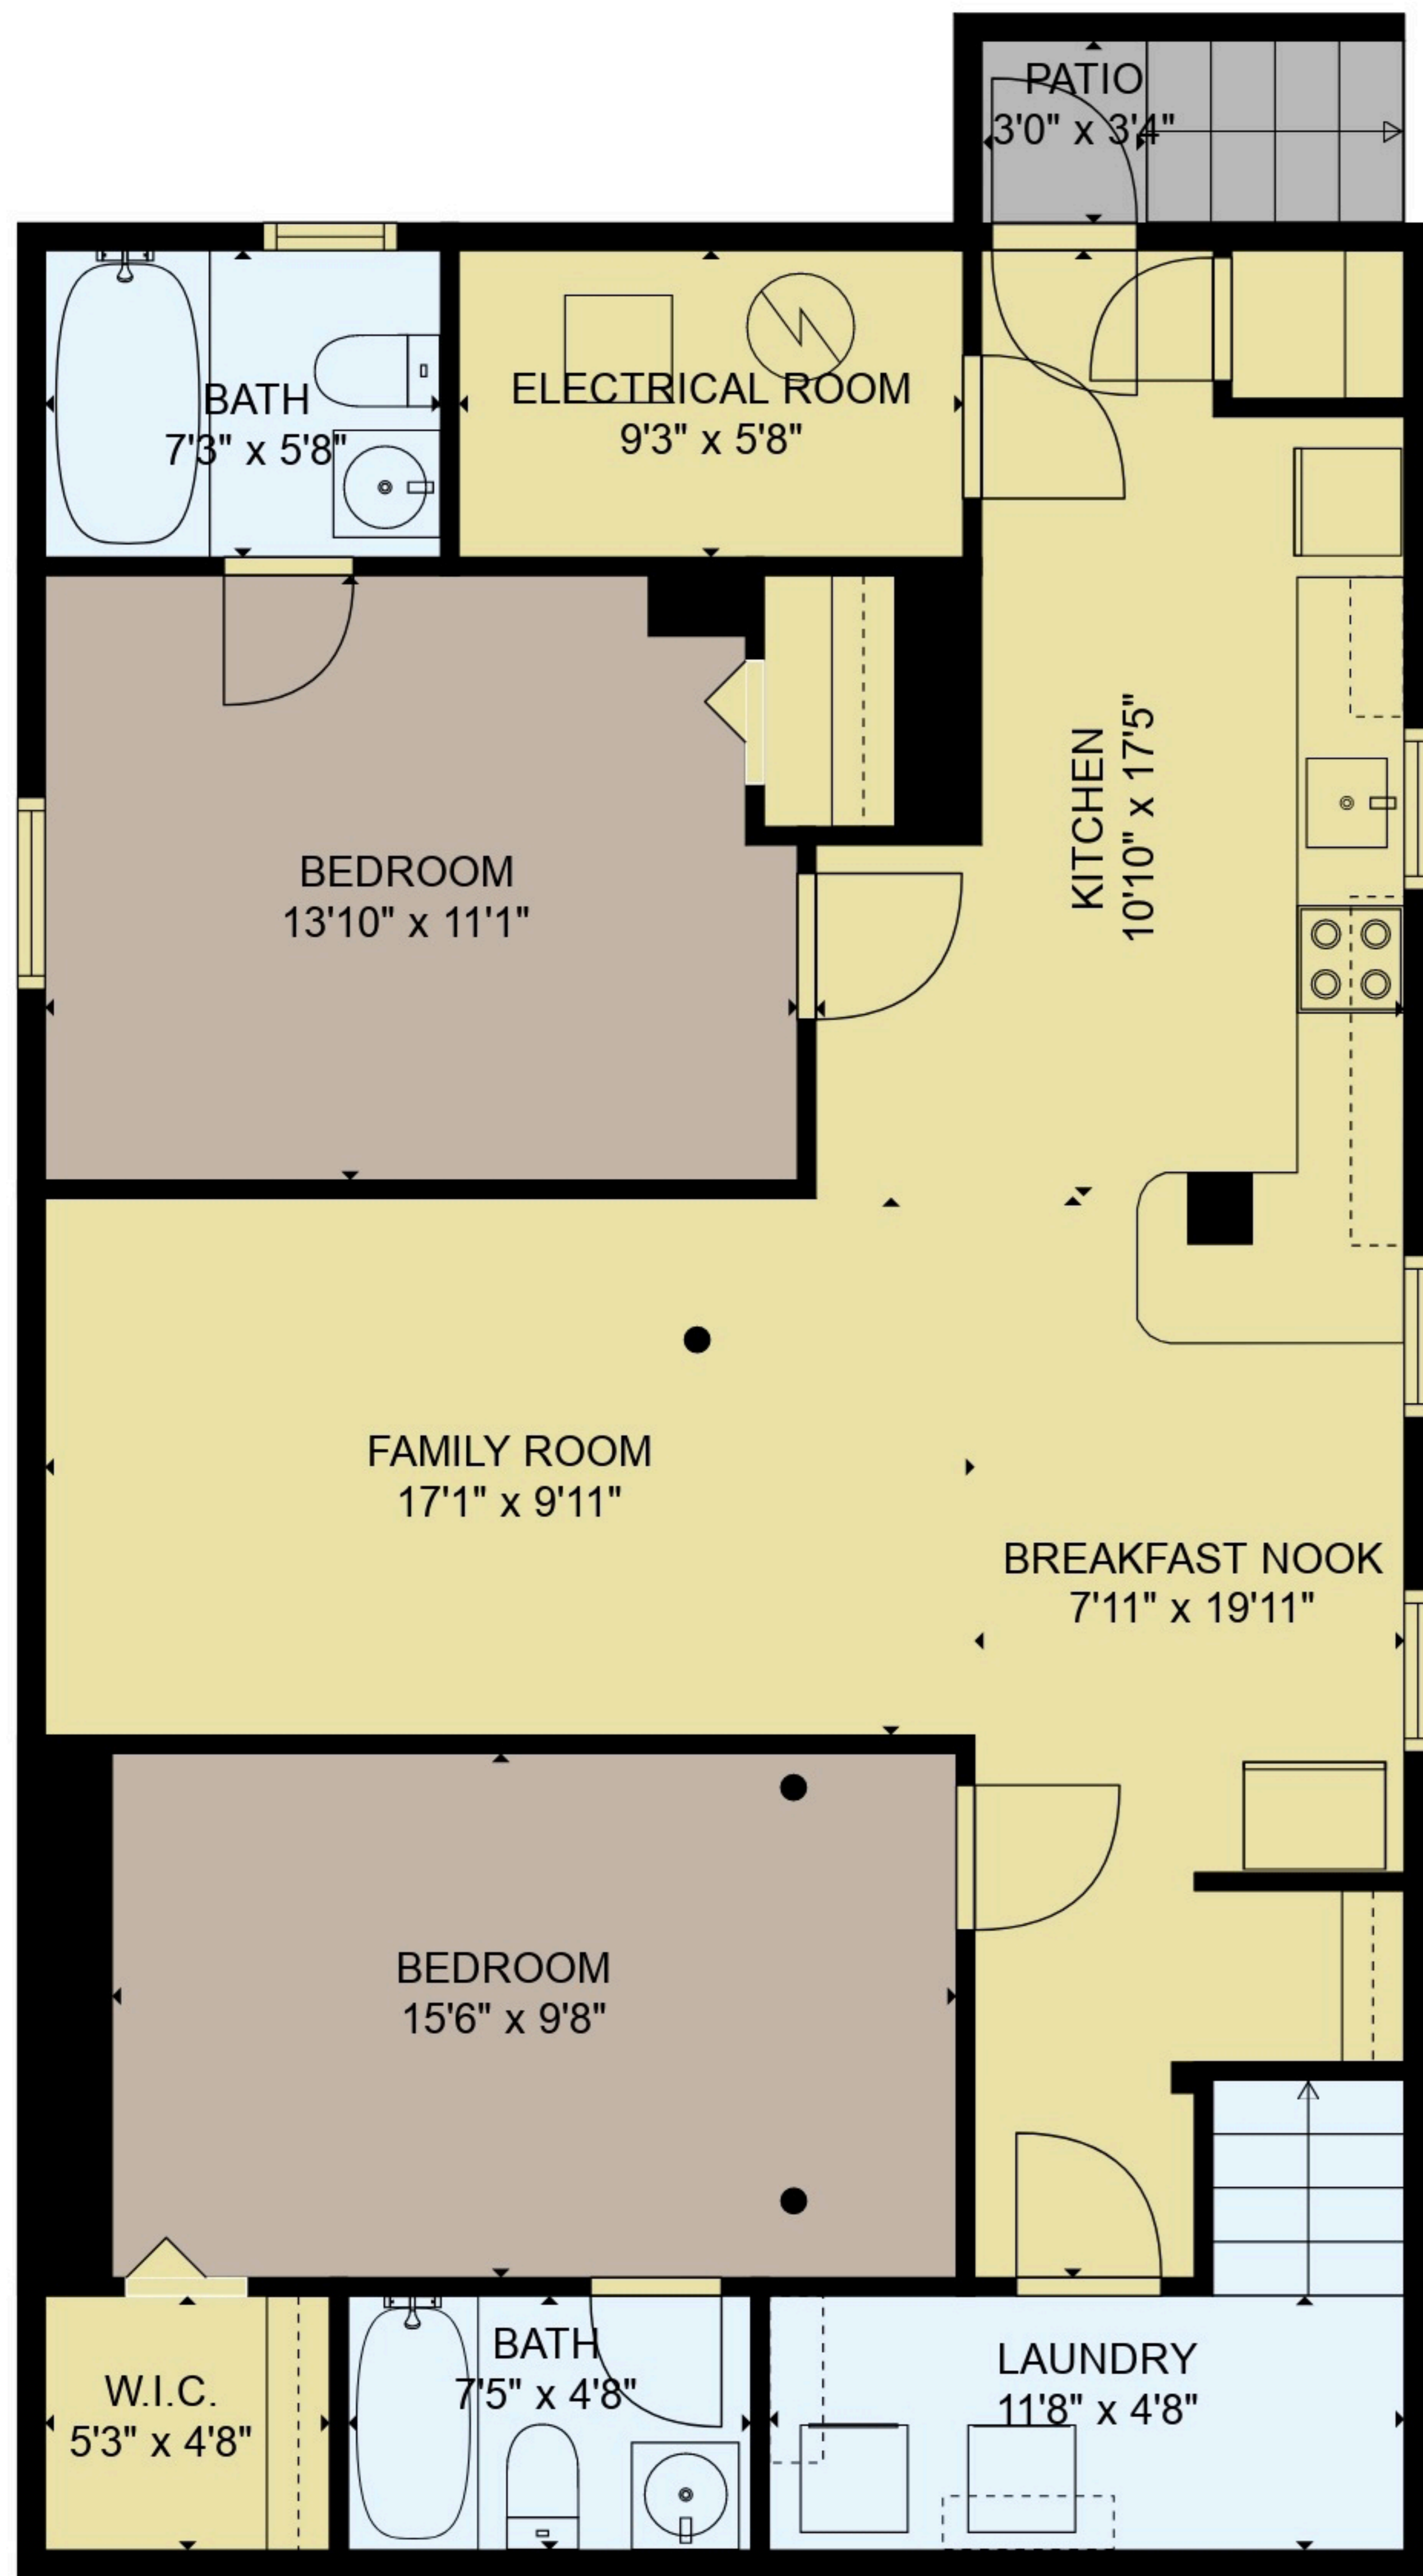 PATIO
3'0" x 3'4"
BATH
7'3" x 5'8"
ELECTRICAL ROOM
9'3" x 5'8"
BEDROOM
13'10" x 11'1"
KITCHEN
10'10" x 17'5"
FAMILY ROOM
17'1" x 9'11"
BREAKFAST NOOK
7'11" x 19'11"
BEDROOM
15'6" x 9'8"
W.I.C.
5'3" x 4'8"
BATH
7'5" x 4'8"
LAUNDRY
11'8" x 4'8"